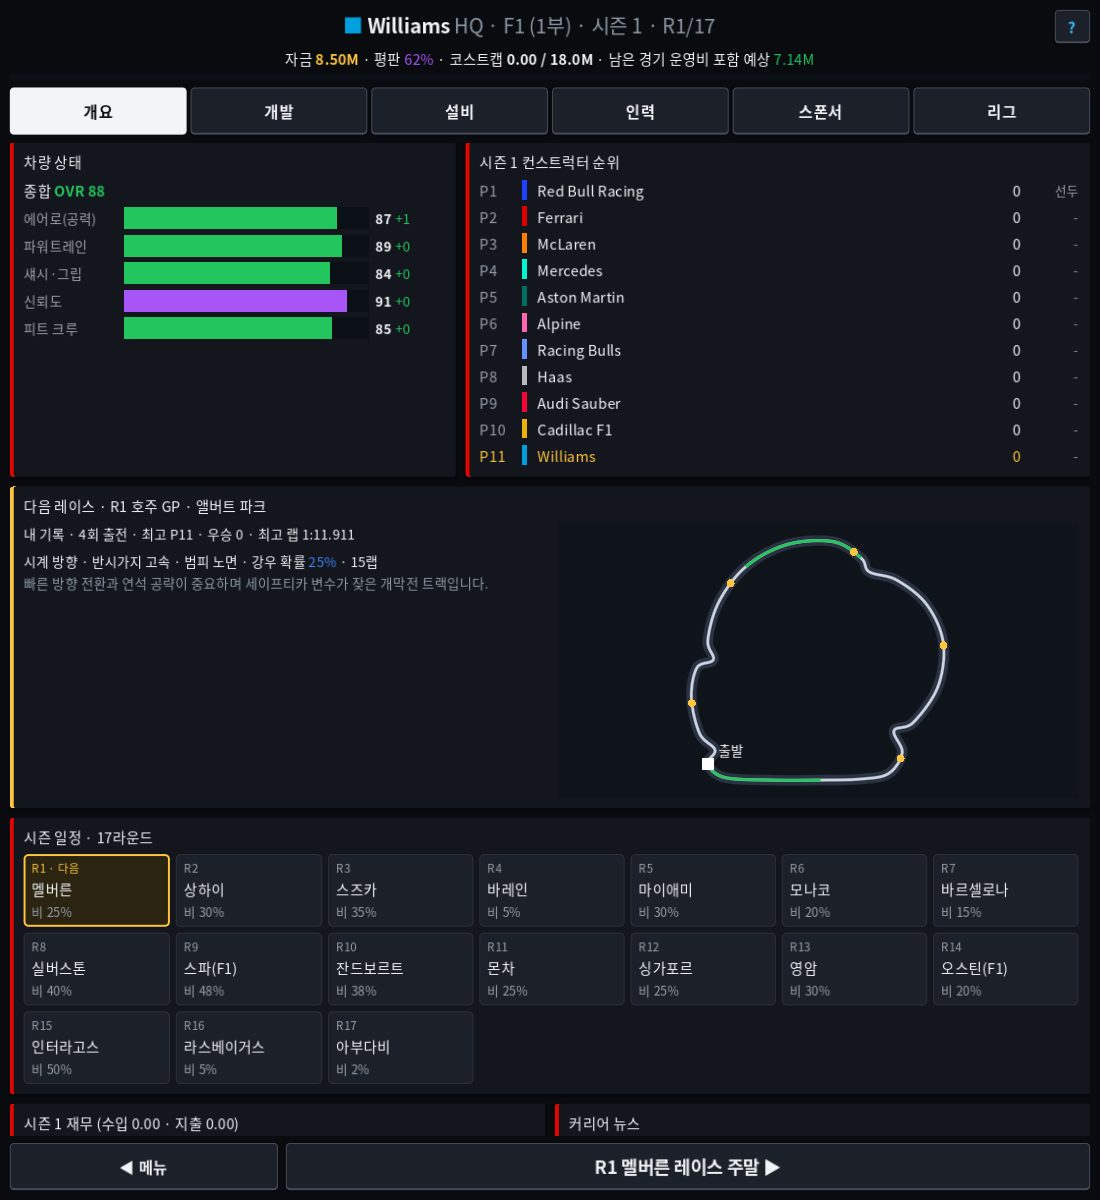 Williams HQ · F1 (1부) · 시즌 1 · R1/17
?
자금 8.50M · 평판 62% · 코스트캡 0.00 / 18.0M · 남은 경기 운영비 포함 예상 7.14M
개요 개발 설비 인력 스폰서 리그
차량 상태
종합 OVR 88
에어로(공력) 87 +1
파워트레인 89 +0
섀시·그립 84 +0
신뢰도 91 +0
피트 크루 85 +0
시즌 1 컨스트럭터 순위
P1 Red Bull Racing 0 선두
P2 Ferrari 0 -
P3 McLaren 0 -
P4 Mercedes 0 -
P5 Aston Martin 0 -
P6 Alpine 0 -
P7 Racing Bulls 0 -
P8 Haas 0 -
P9 Audi Sauber 0 -
P10 Cadillac F1 0 -
P11 Williams 0 -
다음 레이스 · R1 호주 GP · 앨버트 파크
내 기록 · 4회 출전 · 최고 P11 · 우승 0 · 최고 랩 1:11.911
시계 방향 · 반시가지 고속 · 범피 노면 · 강우 확률 25% · 15랩
빠른 방향 전환과 연석 공략이 중요하며 세이프티카 변수가 잦은 개막전 트랙입니다.
출발
시즌 일정 · 17라운드
R1 · 다음
멜버른
비 25%
R2
상하이
비 30%
R3
스즈카
비 35%
R4
바레인
비 5%
R5
마이애미
비 30%
R6
모나코
비 20%
R7
바르셀로나
비 15%
R8
실버스톤
비 40%
R9
스파(F1)
비 48%
R10
잔드보르트
비 38%
R11
몬차
비 25%
R12
싱가포르
비 25%
R13
영암
비 30%
R14
오스틴(F1)
비 20%
R15
인터라고스
비 50%
R16
라스베이거스
비 5%
R17
아부다비
비 2%
시즌 1 재무 (수입 0.00 · 지출 0.00)
커리어 뉴스
◀ 메뉴
R1 멜버른 레이스 주말 ▶